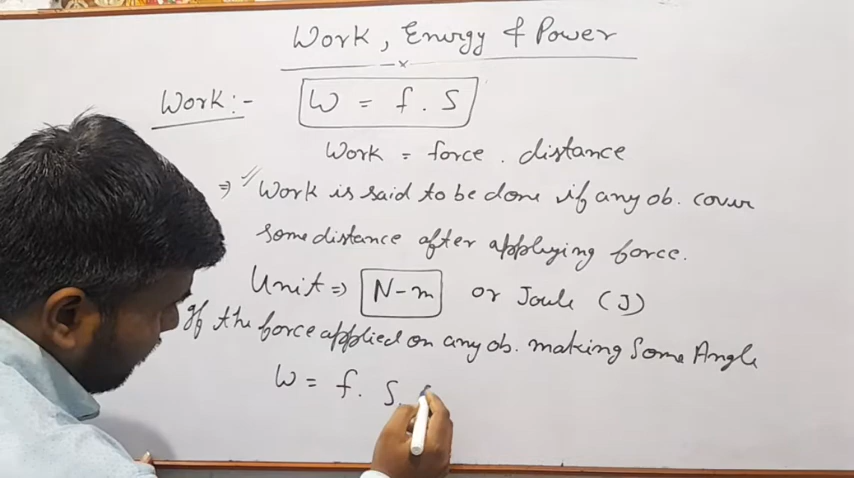 Work, Energy & Power
Work:- W = f . S
Work = force . distance
⇒ Work is said to be done if any ob. cover
some distance after applying force.
Unit ⇒ N-m or Joule (J)
If the force applied on any ob. making Some Angle
W = f. S.